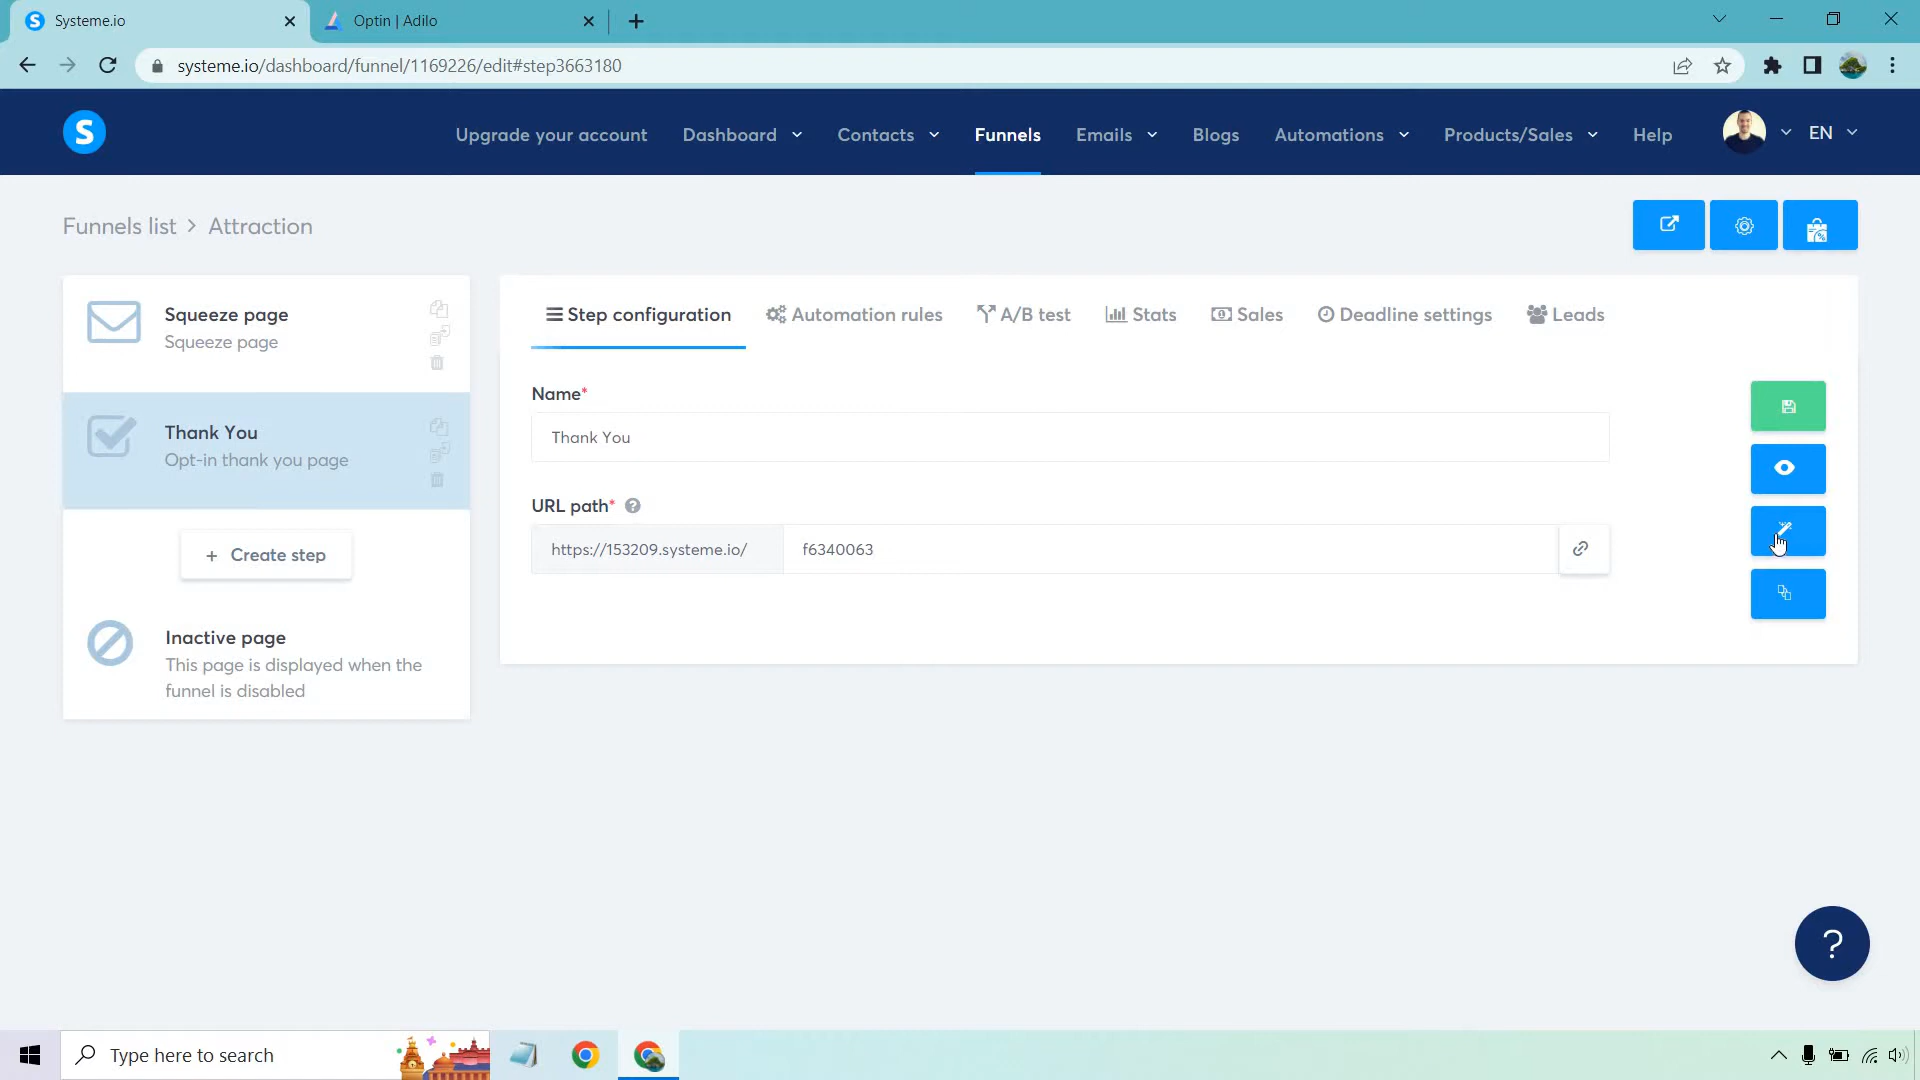 Systeme.io
Optin | Adilo
systeme.io/dashboard/funnel/1169226/edit#step3663180
S
Upgrade your account
Dashboard
Contacts
Funnels
Emails
Blogs
Automations
Products/Sales
Help
EN
Funnels list > Attraction
Squeeze page
Squeeze page
Thank You
Opt-in thank you page
+ Create step
Inactive page
This page is displayed when the
funnel is disabled
Step configuration
Automation rules
A/B test
Stats
Sales
Deadline settings
Leads
Name*
Thank You
URL path* ?
https://153209.systeme.io/
f6340063
?
Type here to search